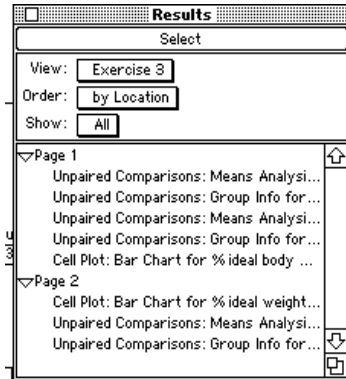 Results
Select
View: Exercise 3
Order: by Location
Show: All
Page 1
Unpaired Comparisons: Means Analysi...
Unpaired Comparisons: Group Info for...
Unpaired Comparisons: Means Analysi...
Unpaired Comparisons: Group Info for...
Cell Plot: Bar Chart for % ideal body ...
Page 2
Cell Plot: Bar Chart for % ideal weight...
Unpaired Comparisons: Means Analysi...
Unpaired Comparisons: Group Info for...